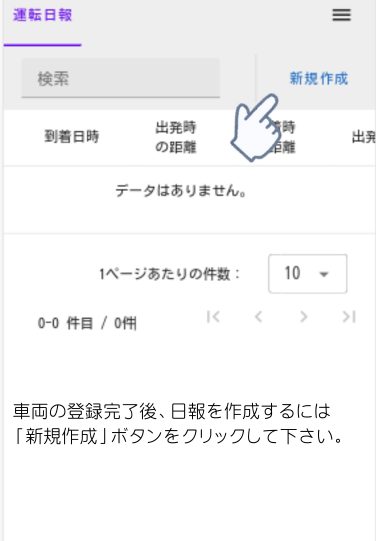 運転日報
検索
新規作成
到着日時
出発時
の距離
着時
距離
出発
データはありません。
1ページあたりの件数：
10
0-0 件目 / 0件
車両の登録完了後、日報を作成するには
「新規作成」ボタンをクリックして下さい。